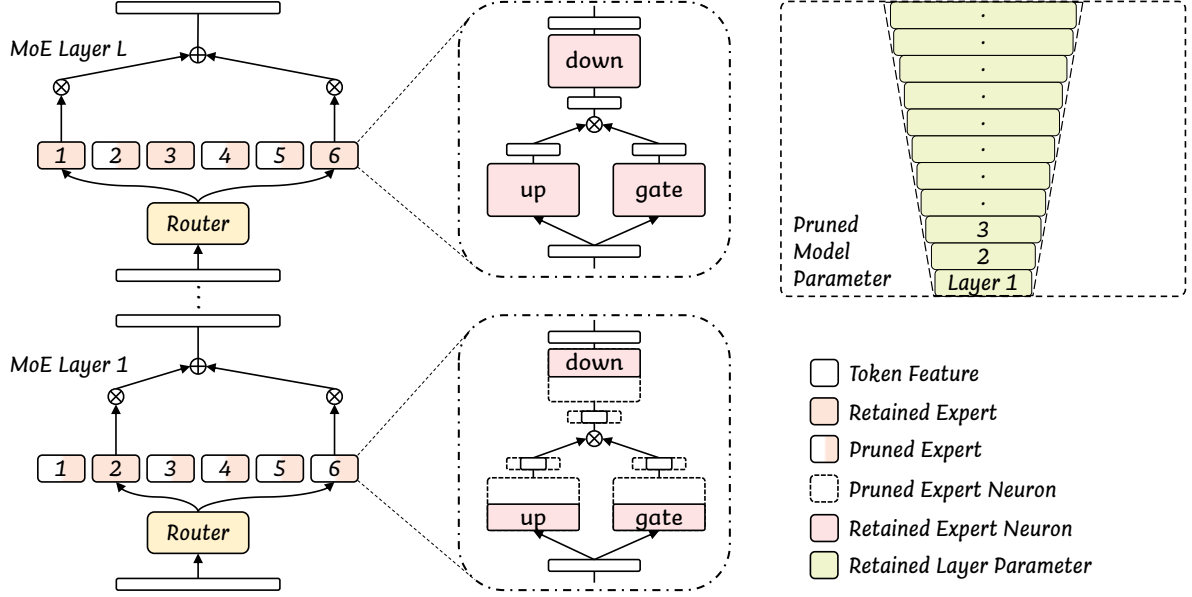 MoE Layer L
1 2 3 4 5 6
Router
down
up gate
MoE Layer 1
1 2 3 4 5 6
Router
down
up gate
.
.
.
.
.
.
.
.
3
2
Layer 1
Pruned
Model
Parameter
Token Feature
Retained Expert
Pruned Expert
Pruned Expert Neuron
Retained Expert Neuron
Retained Layer Parameter